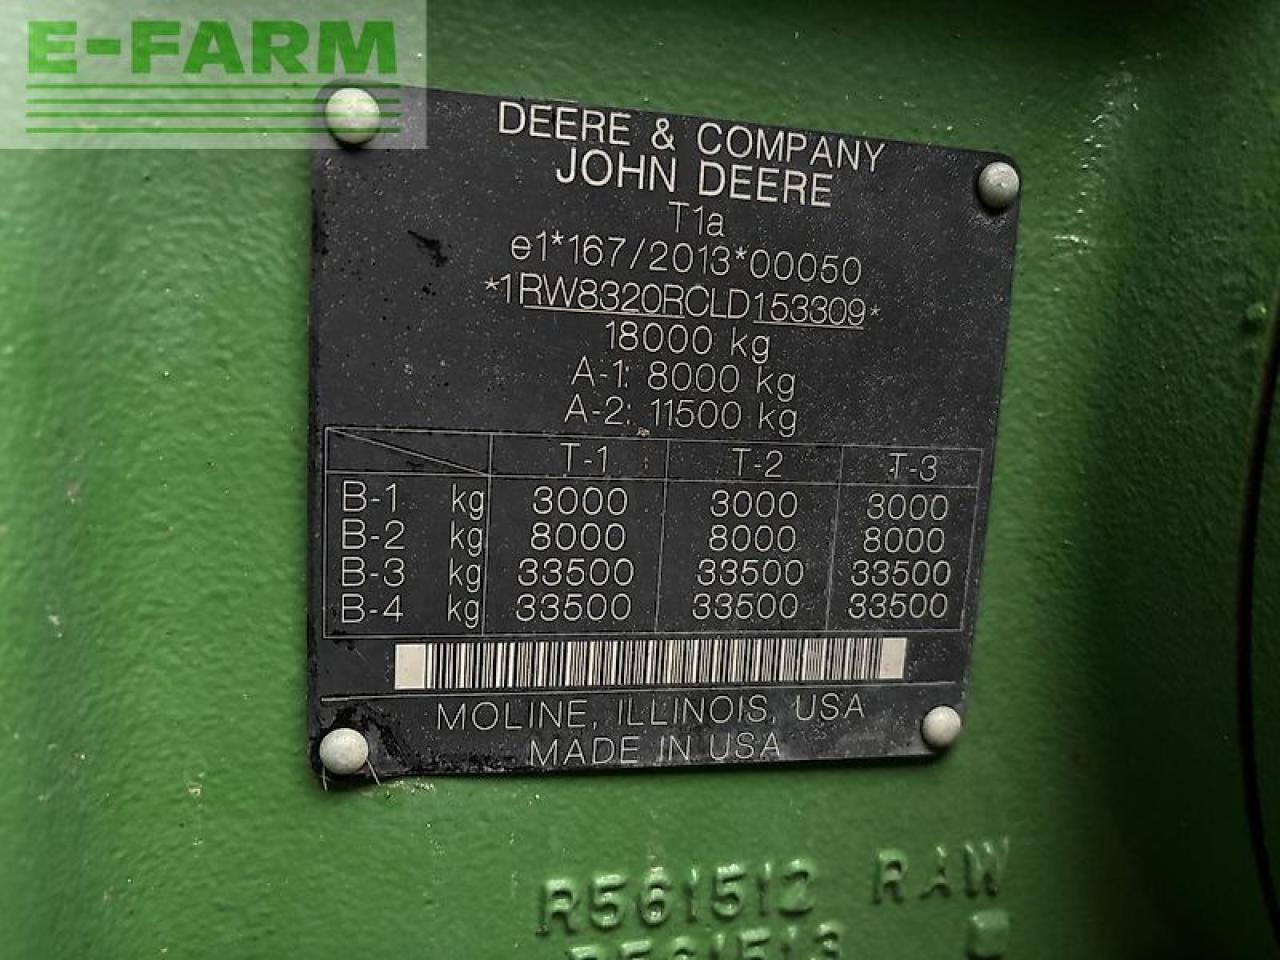 E-FARM
DEERE & COMPANY
JOHN DEERE
T1a
e1*167/2013*00050
*1RW8320RCLD153309*
18000 kg
A-1: 8000 kg
A-2: 11500 kg
T-1 T-2 T-3
B-1 kg 3000 3000 3000
B-2 kg 8000 8000 8000
B-3 kg 33500 33500 33500
B-4 kg 33500 33500 33500
MOLINE, ILLINOIS, USA
MADE IN USA
R561512 RAW
R561513